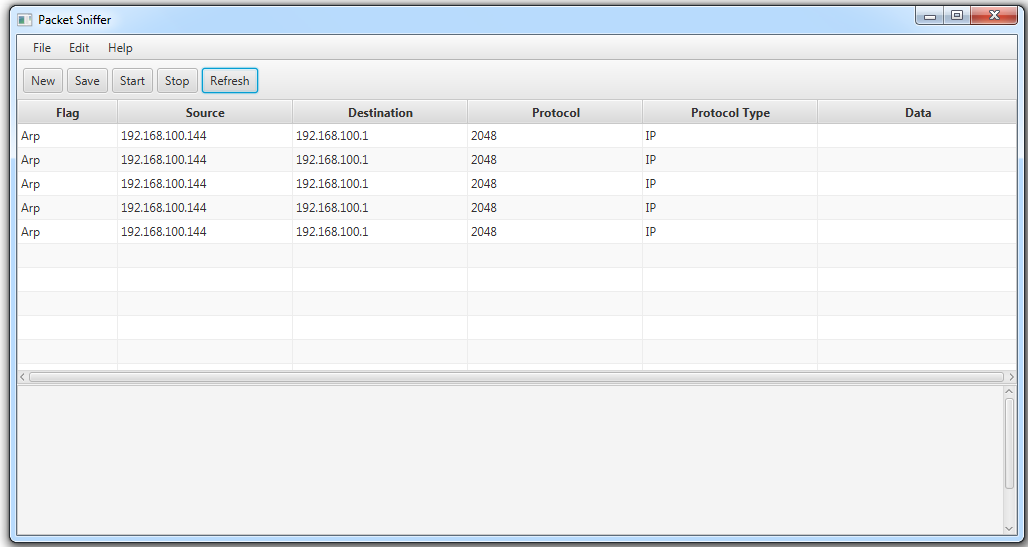 Packet Sniffer
File Edit Help
New Save Start Stop Refresh
Flag Source Destination Protocol Protocol Type Data
Arp 192.168.100.144 192.168.100.1 2048 IP
Arp 192.168.100.144 192.168.100.1 2048 IP
Arp 192.168.100.144 192.168.100.1 2048 IP
Arp 192.168.100.144 192.168.100.1 2048 IP
Arp 192.168.100.144 192.168.100.1 2048 IP